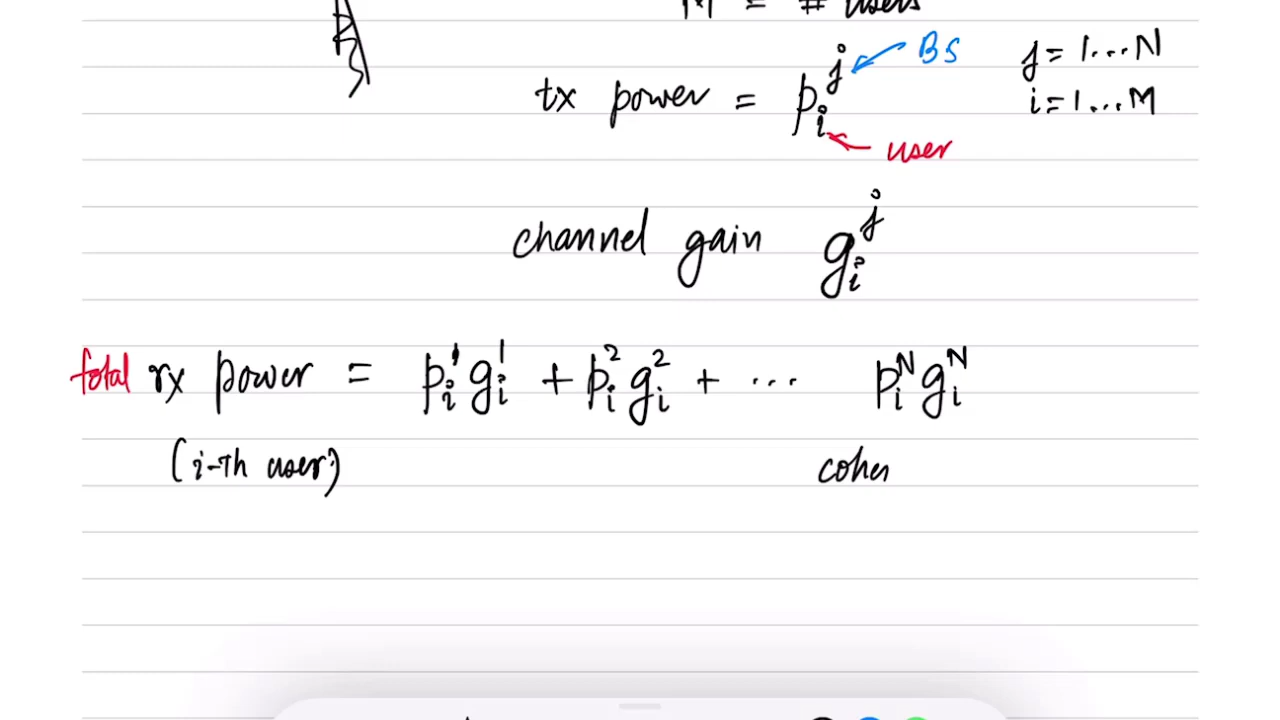 M = # users
tx power = p_i^j BS j = 1...N
user i = 1...M
channel gain g_i^j
total rx power = p_i^1 g_i^1 + p_i^2 g_i^2 + ... p_i^N g_i^N
(i-th user) coher